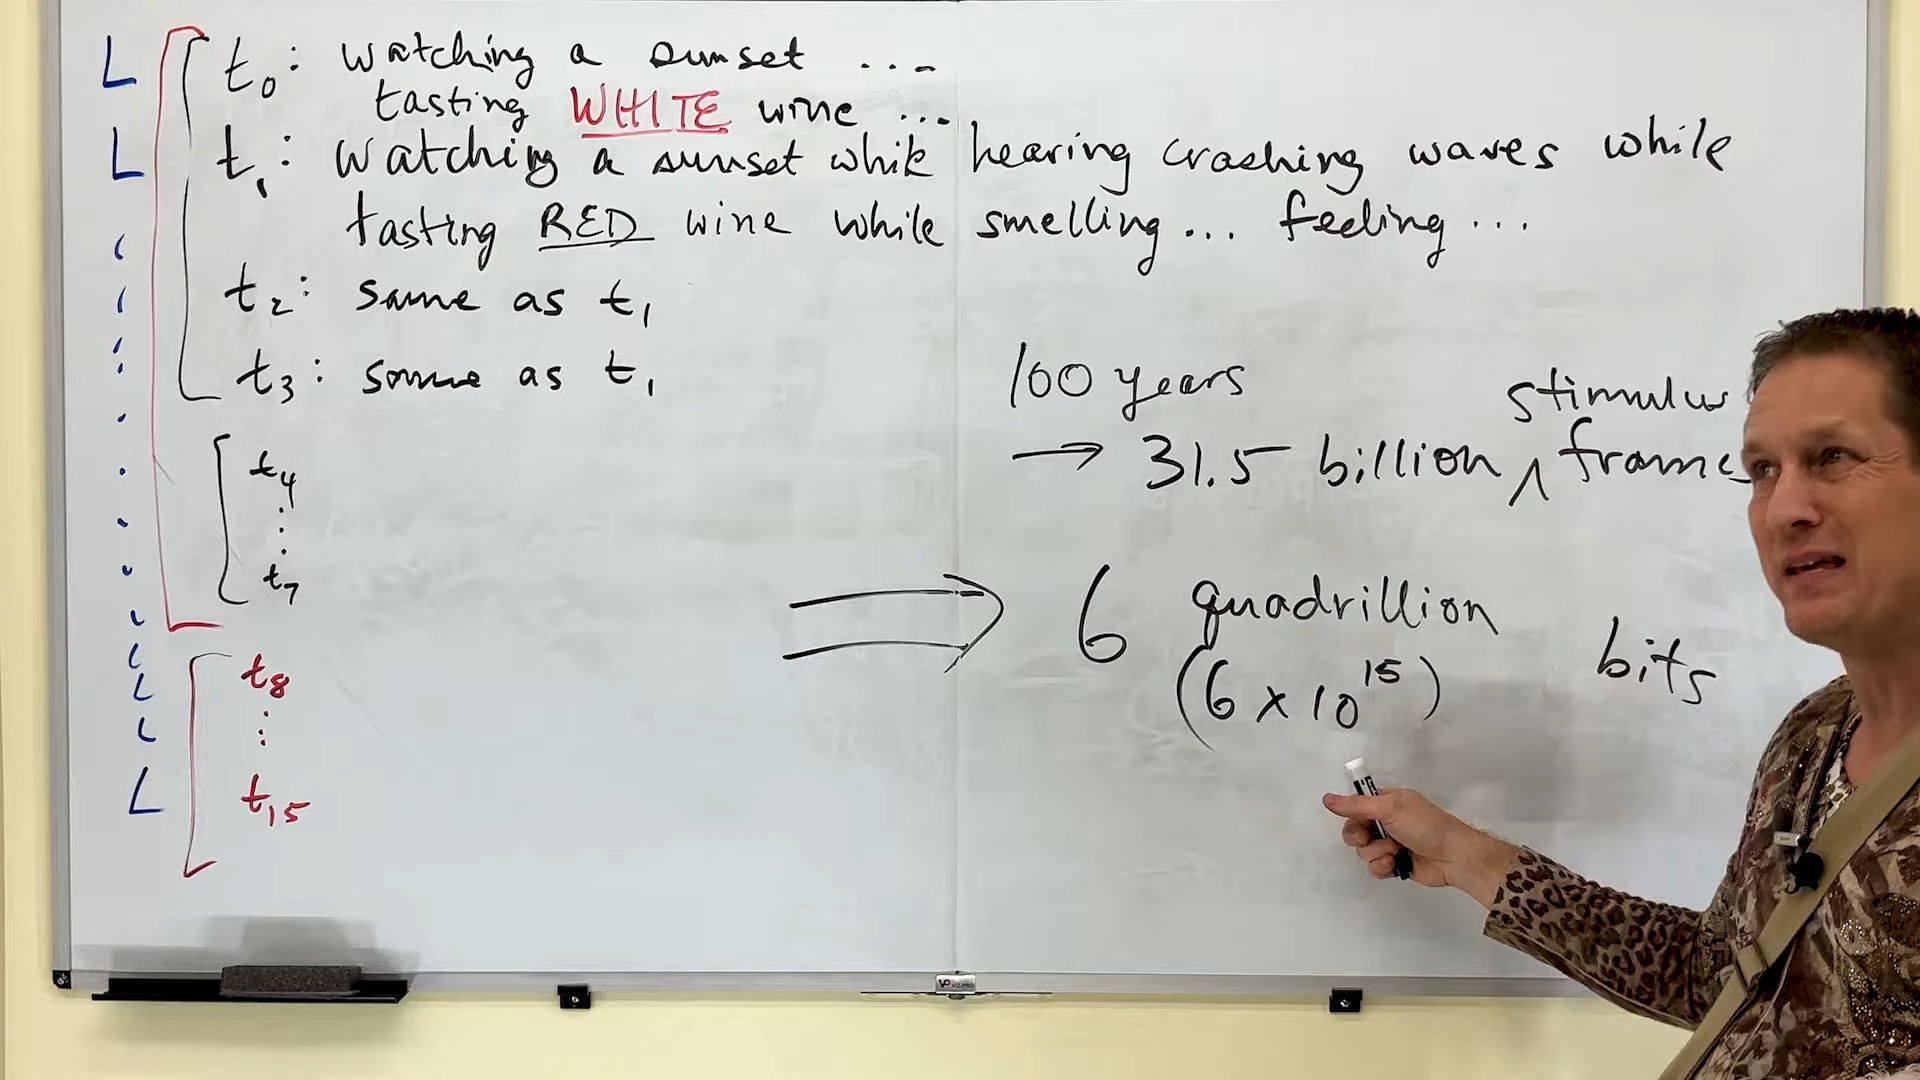 L [ [ t0: watching a sunset ...
tasting WHITE wine ...
L t1: watching a sunset while hearing crashing waves while
tasting RED wine while smelling... feeling...
t2: same as t1
t3: same as t1
t4
⋮
t7
t8
⋮
L t15
100 years
stimulus
→ 31.5 billion ∧ frames
⇒ 6 quadrillion
(6 x 10^15) bits
VIZ-PRO